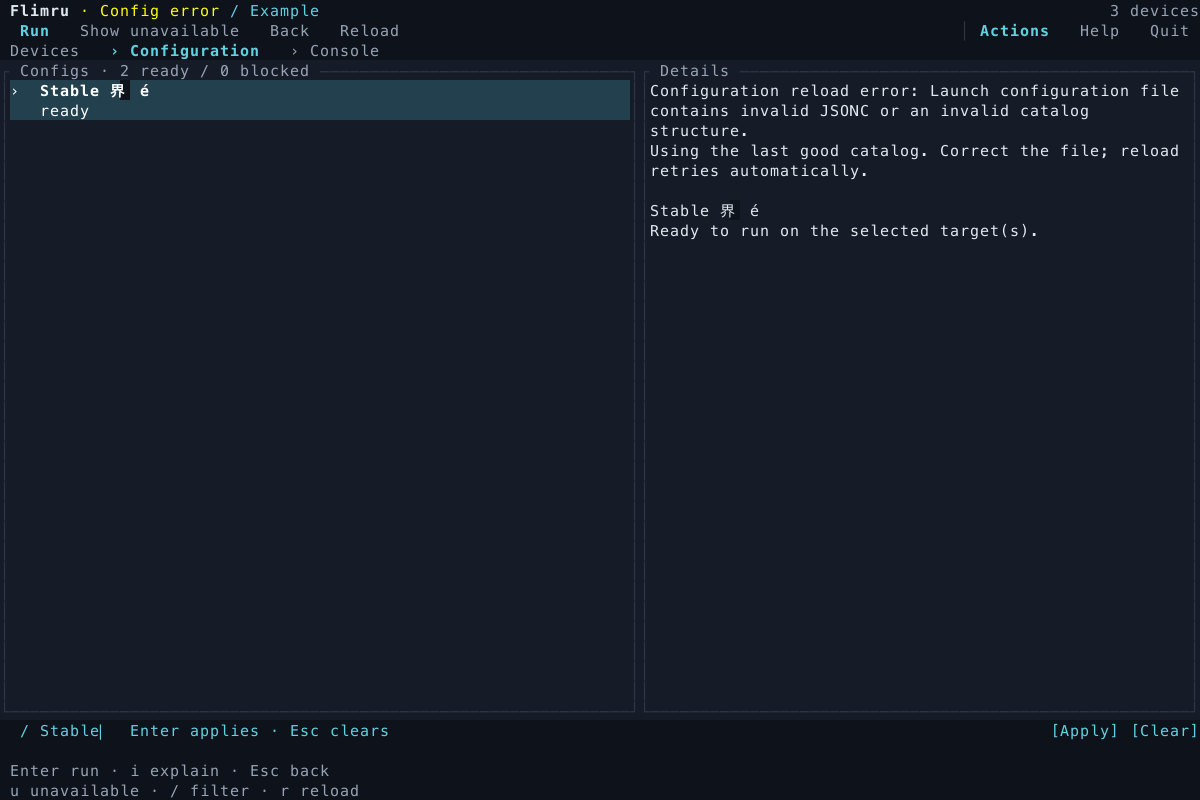 Flimru · Config error / Example 3 devices
Run Show unavailable Back Reload │ Actions Help Quit
Devices › Configuration › Console
Configs · 2 ready / 0 blocked
› Stable 界 é
ready
Details
Configuration reload error: Launch configuration file
contains invalid JSONC or an invalid catalog
structure.
Using the last good catalog. Correct the file; reload
retries automatically.
Stable 界 é
Ready to run on the selected target(s).
/ Stable Enter applies · Esc clears [Apply] [Clear]
Enter run · i explain · Esc back
u unavailable · / filter · r reload